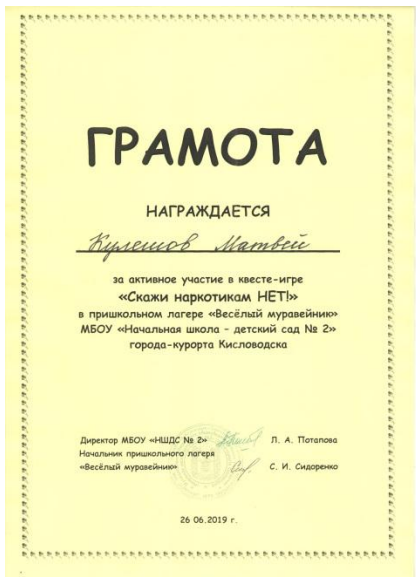 ГРАМОТА
НАГРАЖДАЕТСЯ
Кулешов Матвей
за активное участие в квесте-игре
«Скажи наркотикам НЕТ!»
в пришкольном лагере «Весёлый муравейник»
МБОУ «Начальная школа - детский сад № 2»
города-курорта Кисловодска
Директор МБОУ «НШДС № 2» Л. А. Потапова
Начальник пришкольного лагеря
«Весёлый муравейник» С. И. Сидоренко
26 06.2019 г.